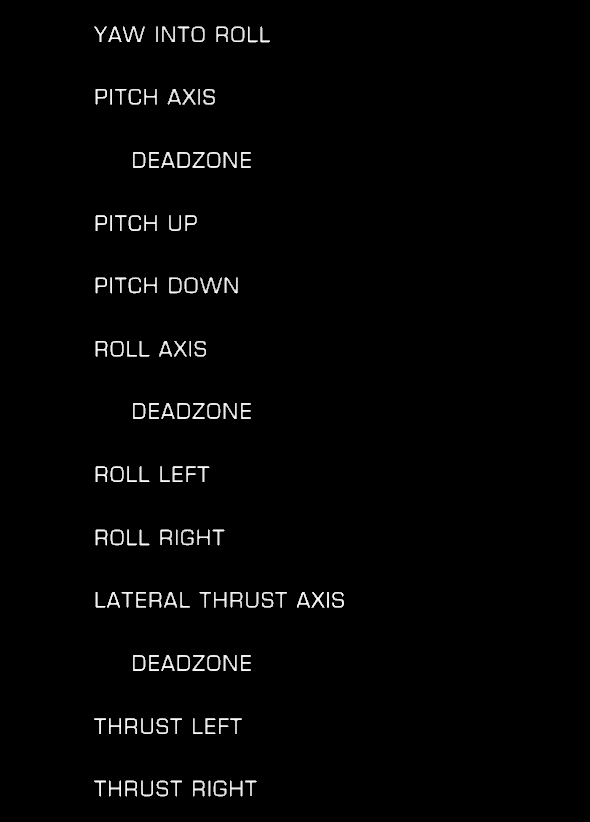 YAW INTO ROLL
PITCH AXIS
DEADZONE
PITCH UP
PITCH DOWN
ROLL AXIS
DEADZONE
ROLL LEFT
ROLL RIGHT
LATERAL THRUST AXIS
DEADZONE
THRUST LEFT
THRUST RIGHT